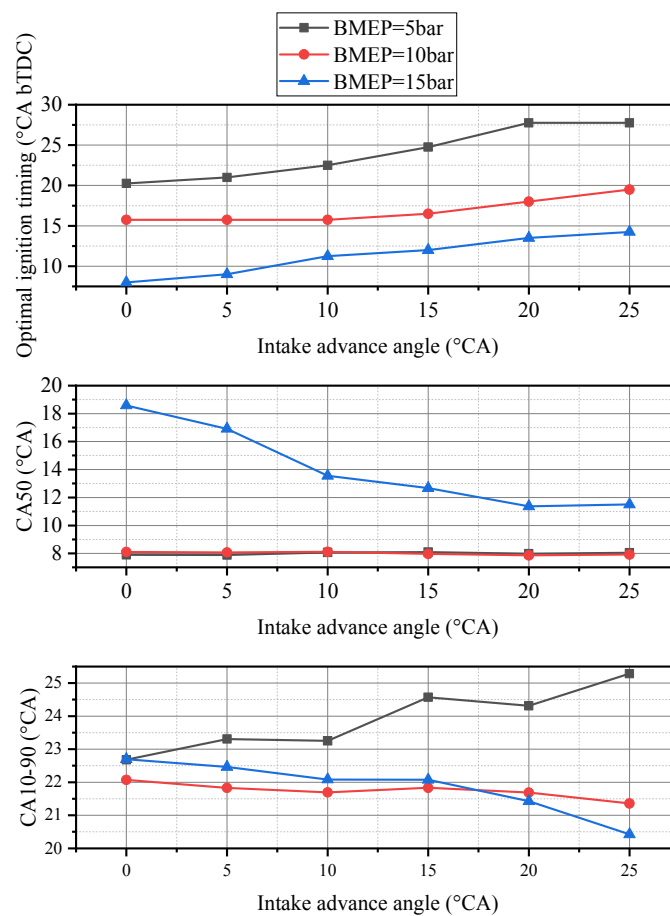 BMEP=5bar
BMEP=10bar
BMEP=15bar
Optimal ignition timing (°CA bTDC)
30
25
20
15
10
0 5 10 15 20 25
Intake advance angle (°CA)
CA50 (°CA)
20
18
16
14
12
10
8
0 5 10 15 20 25
Intake advance angle (°CA)
CA10-90 (°CA)
25
24
23
22
21
20
0 5 10 15 20 25
Intake advance angle (°CA)